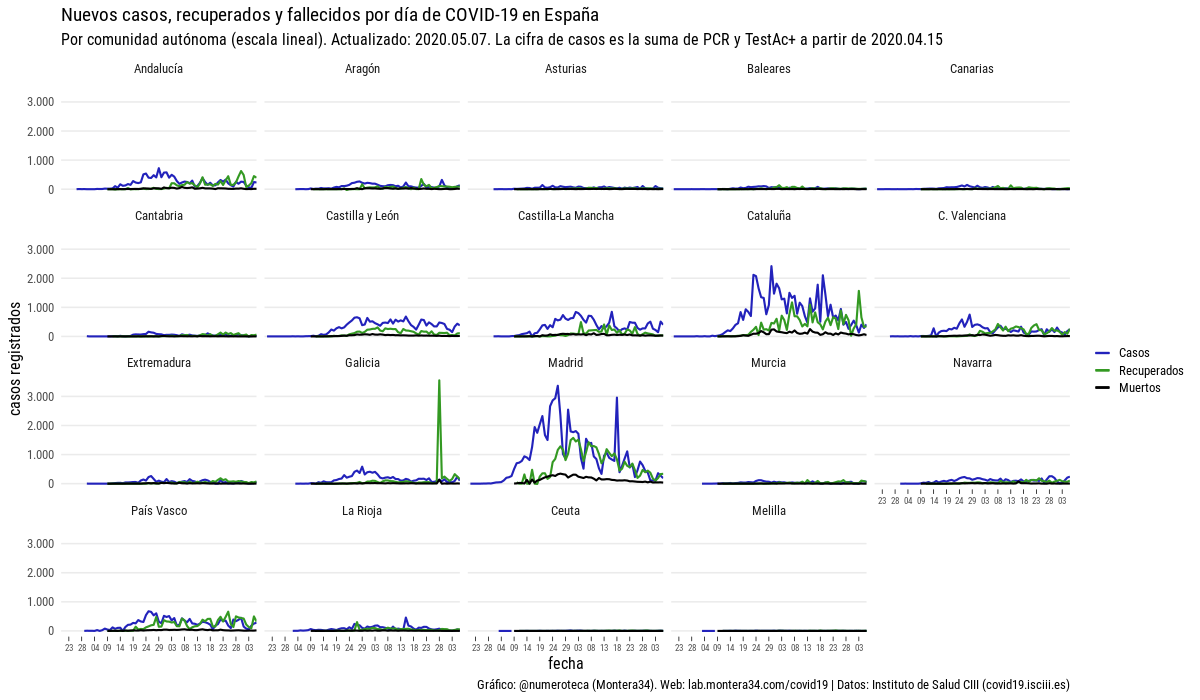 Nuevos casos, recuperados y fallecidos por día de COVID-19 en España
Por comunidad autónoma (escala lineal). Actualizado: 2020.05.07. La cifra de casos es la suma de PCR y TestAc+ a partir de 2020.04.15
Andalucía Aragón Asturias Baleares Canarias
3.000
2.000
1.000
0
Cantabria Castilla y León Castilla-La Mancha Cataluña C. Valenciana
3.000
2.000
1.000
0
Extremadura Galicia Madrid Murcia Navarra
3.000
2.000
1.000
0
23 28 04 09 14 19 24 29 03 08 13 18 23 28 03
País Vasco La Rioja Ceuta Melilla
3.000
2.000
1.000
0
23 28 04 09 14 19 24 29 03 08 13 18 23 28 03 23 28 04 09 14 19 24 29 03 08 13 18 23 28 03 23 28 04 09 14 19 24 29 03 08 13 18 23 28 03 23 28 04 09 14 19 24 29 03 08 13 18 23 28 03
casos registrados
fecha
Casos
Recuperados
Muertos
Gráfico: @numeroteca (Montera34). Web: lab.montera34.com/covid19 | Datos: Instituto de Salud CIII (covid19.isciii.es)